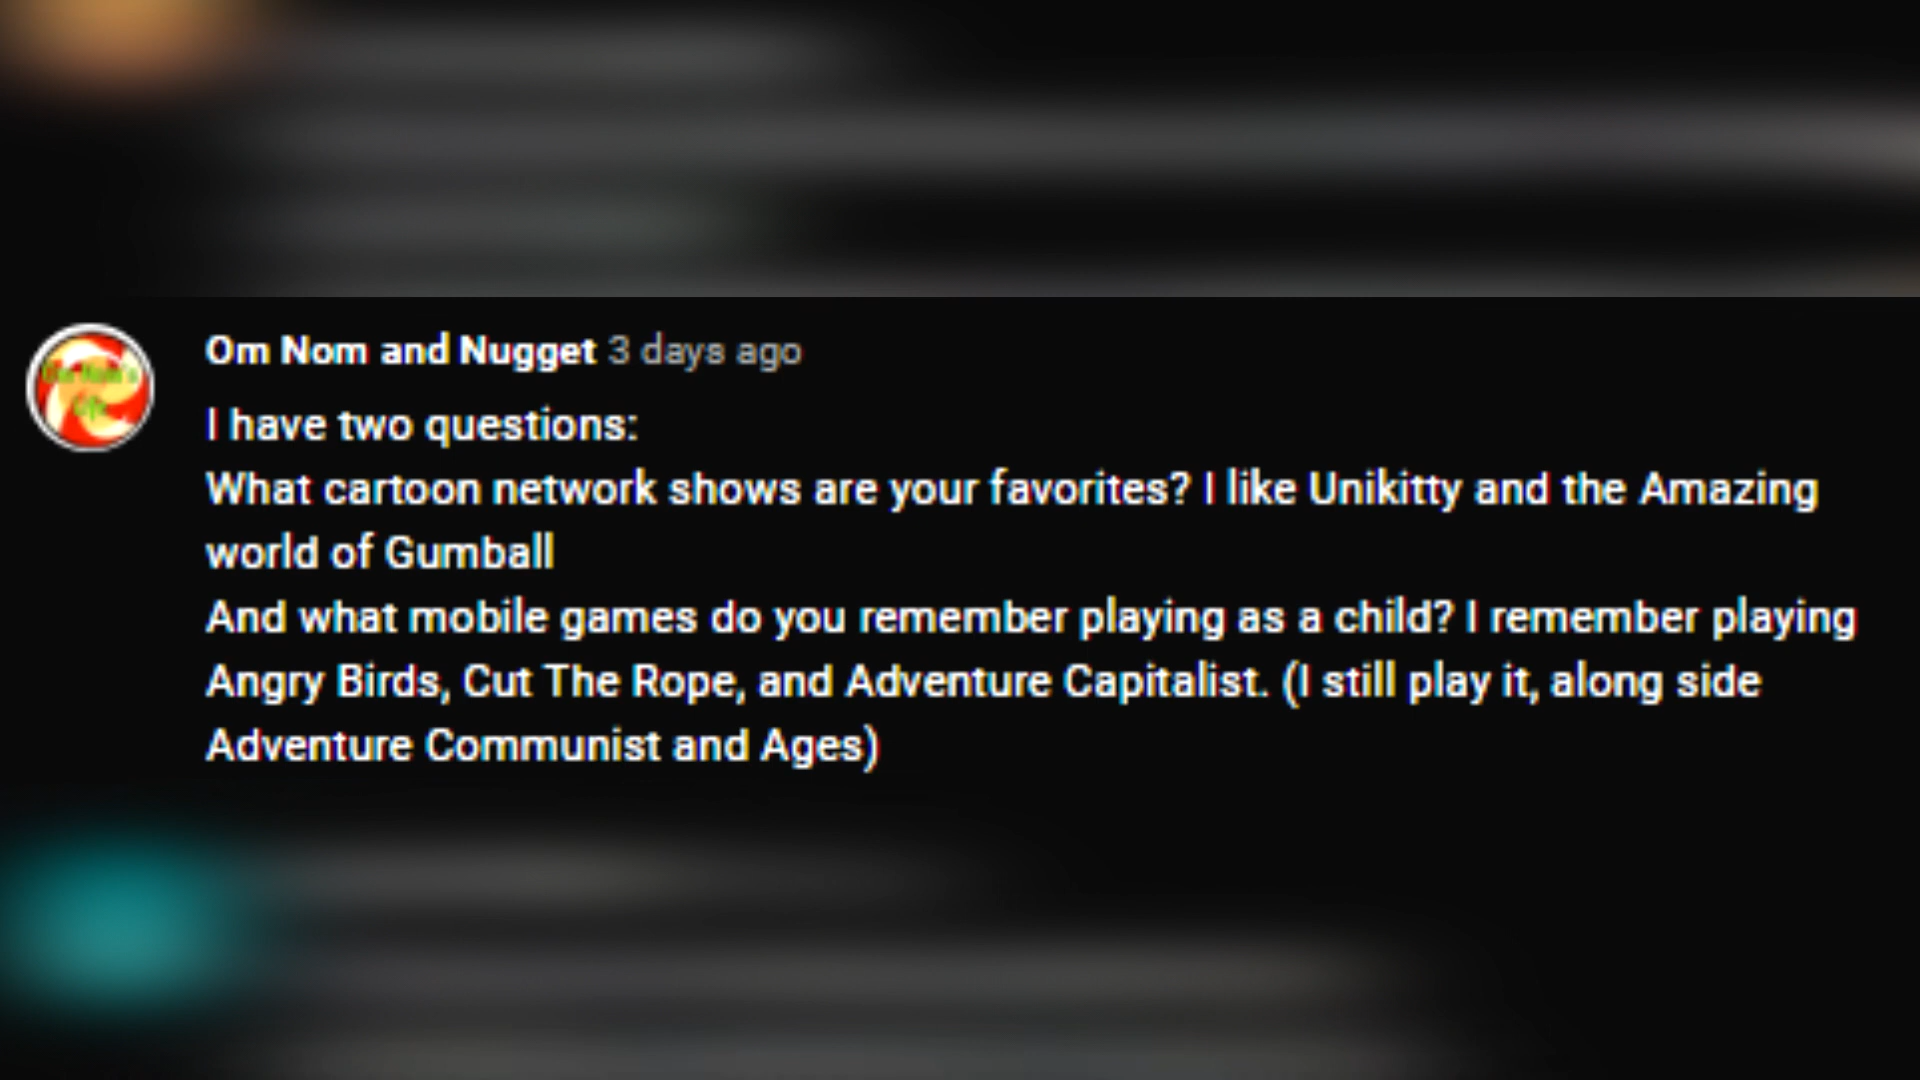 Om Nom and Nugget 3 days ago
I have two questions:
What cartoon network shows are your favorites? I like Unikitty and the Amazing
world of Gumball
And what mobile games do you remember playing as a child? I remember playing
Angry Birds, Cut The Rope, and Adventure Capitalist. (I still play it, along side
Adventure Communist and Ages)